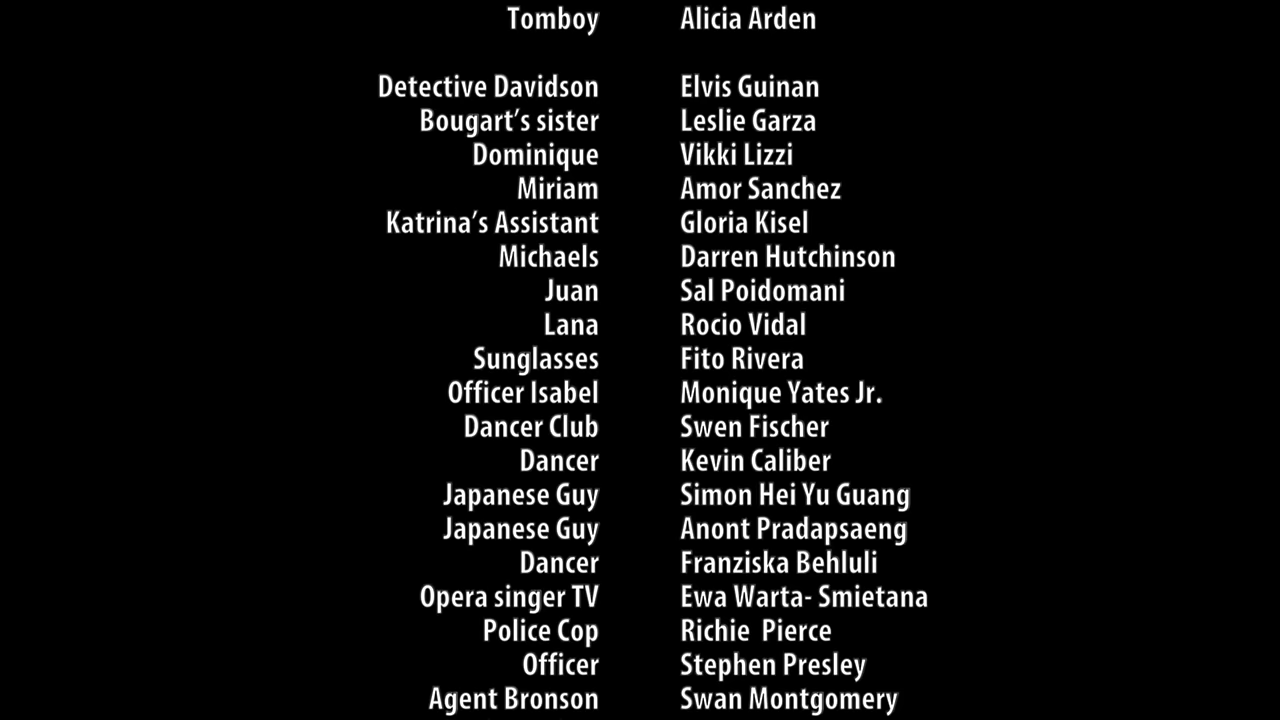 Tomboy Alicia Arden
Detective Davidson Elvis Guinan
Bougart's sister Leslie Garza
Dominique Vikki Lizzi
Miriam Amor Sanchez
Katrina's Assistant Gloria Kisel
Michaels Darren Hutchinson
Juan Sal Poidomani
Lana Rocio Vidal
Sunglasses Fito Rivera
Officer Isabel Monique Yates Jr.
Dancer Club Swen Fischer
Dancer Kevin Caliber
Japanese Guy Simon Hei Yu Guang
Japanese Guy Anont Pradapsaeng
Dancer Franziska Behluli
Opera singer TV Ewa Warta- Smietana
Police Cop Richie  Pierce
Officer Stephen Presley
Agent Bronson Swan Montgomery